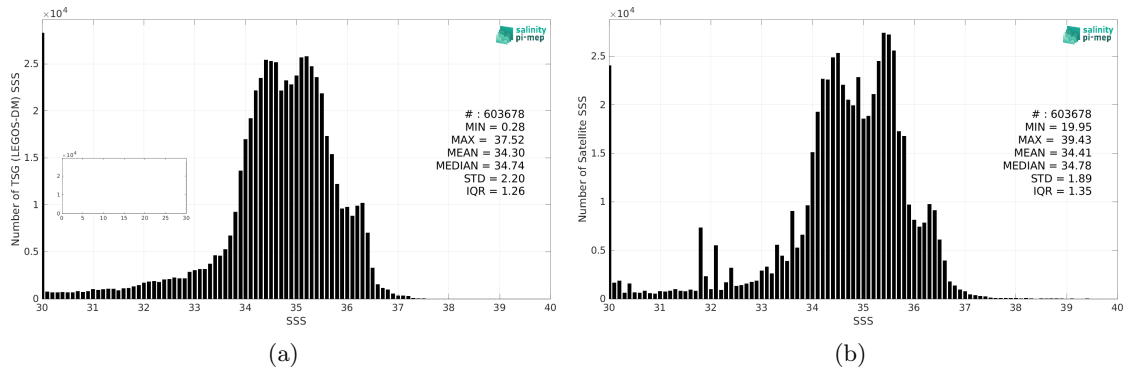 ×10⁴
salinity
pi-mep
# : 603678
MIN = 0.28
MAX = 37.52
MEAN = 34.30
MEDIAN = 34.74
STD = 2.20
IQR = 1.26
Number of TSG (LEGOS-DM) SSS
2.5
2
1.5
1
0.5
0
×10⁴
2
1
0
0 5 10 15 20 25 30
30 31 32 33 34 35 36 37 38 39 40
SSS
(a)
×10⁴
salinity
pi-mep
# : 603678
MIN = 19.95
MAX = 39.43
MEAN = 34.41
MEDIAN = 34.78
STD = 1.89
IQR = 1.35
Number of Satellite SSS
2.5
2
1.5
1
0.5
0
30 31 32 33 34 35 36 37 38 39 40
SSS
(b)